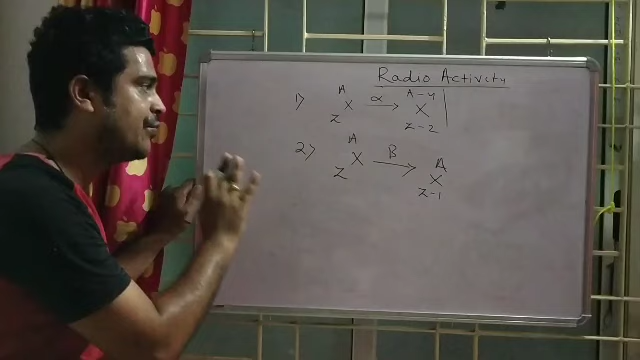 Radio Activity
1) A X Z α → A-4 X Z-2
2) A X Z β → A X Z-1